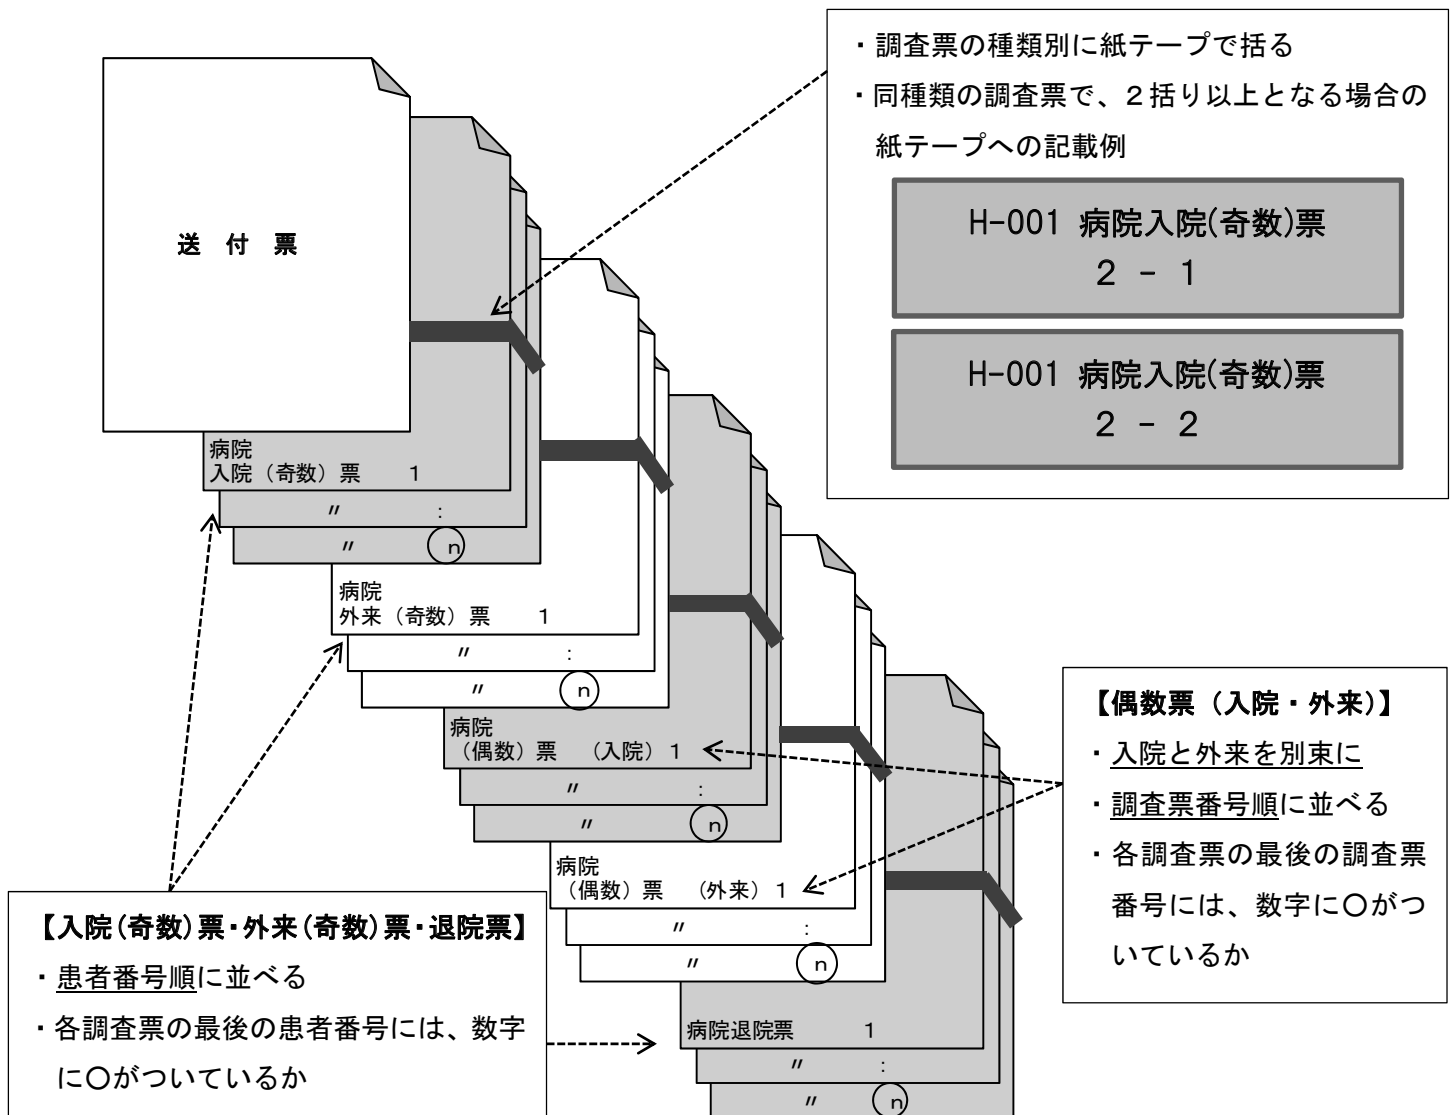 ・調査票の種類別に紙テープで括る
・同種類の調査票で、２括り以上となる場合の
紙テープへの記載例
H-001 病院入院(奇数)票
２ － １
H-001 病院入院(奇数)票
２ － ２
送 付 票
病院
入院（奇数）票 1
〃 :
〃 n
病院
外来（奇数）票 1
〃 :
〃 n
病院
（偶数）票 （入院）1
〃 :
〃 n
病院
（偶数）票 （外来）1
〃 :
〃 n
病院退院票 1
〃 :
〃 n
【偶数票（入院・外来）】
・入院と外来を別束に
・調査票番号順に並べる
・各調査票の最後の調査票
番号には、数字に〇がつ
いているか
【入院(奇数)票・外来(奇数)票・退院票】
・患者番号順に並べる
・各調査票の最後の患者番号には、数字
に〇がついているか